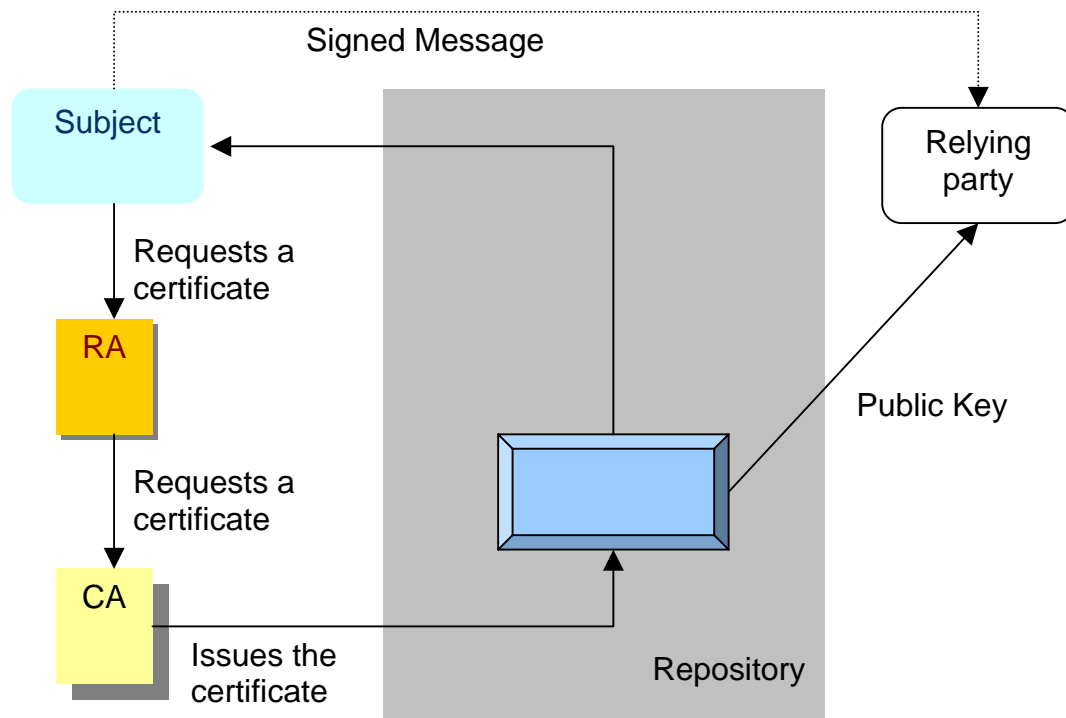 Signed Message
Subject
Relying
party
Requests a
certificate
RA
Public Key
Requests a
certificate
CA
Issues the
certificate
Repository